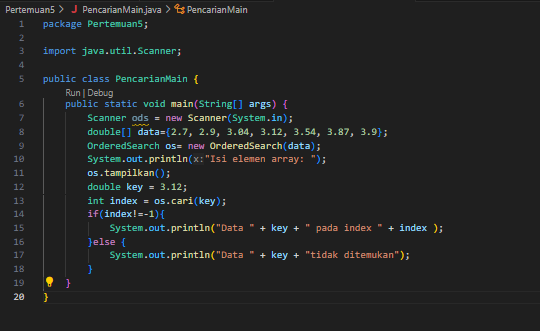 Pertemuan5 > J PencarianMain.java > PencarianMain
1 package Pertemuan5;
2
3 import java.util.Scanner;
4
5 public class PencarianMain {
Run | Debug
6 public static void main(String[] args) {
7 Scanner ods = new Scanner(System.in);
8 double[] data={2.7, 2.9, 3.04, 3.12, 3.54, 3.87, 3.9};
9 OrderedSearch os= new OrderedSearch(data);
10 System.out.println(x:"Isi elemen array: ");
11 os.tampilkan();
12 double key = 3.12;
13 int index = os.cari(key);
14 if(index!=-1){
15 System.out.println("Data " + key + " pada index " + index );
16 }else {
17 System.out.println("Data " + key + "tidak ditemukan");
18 }
19 }
20 }